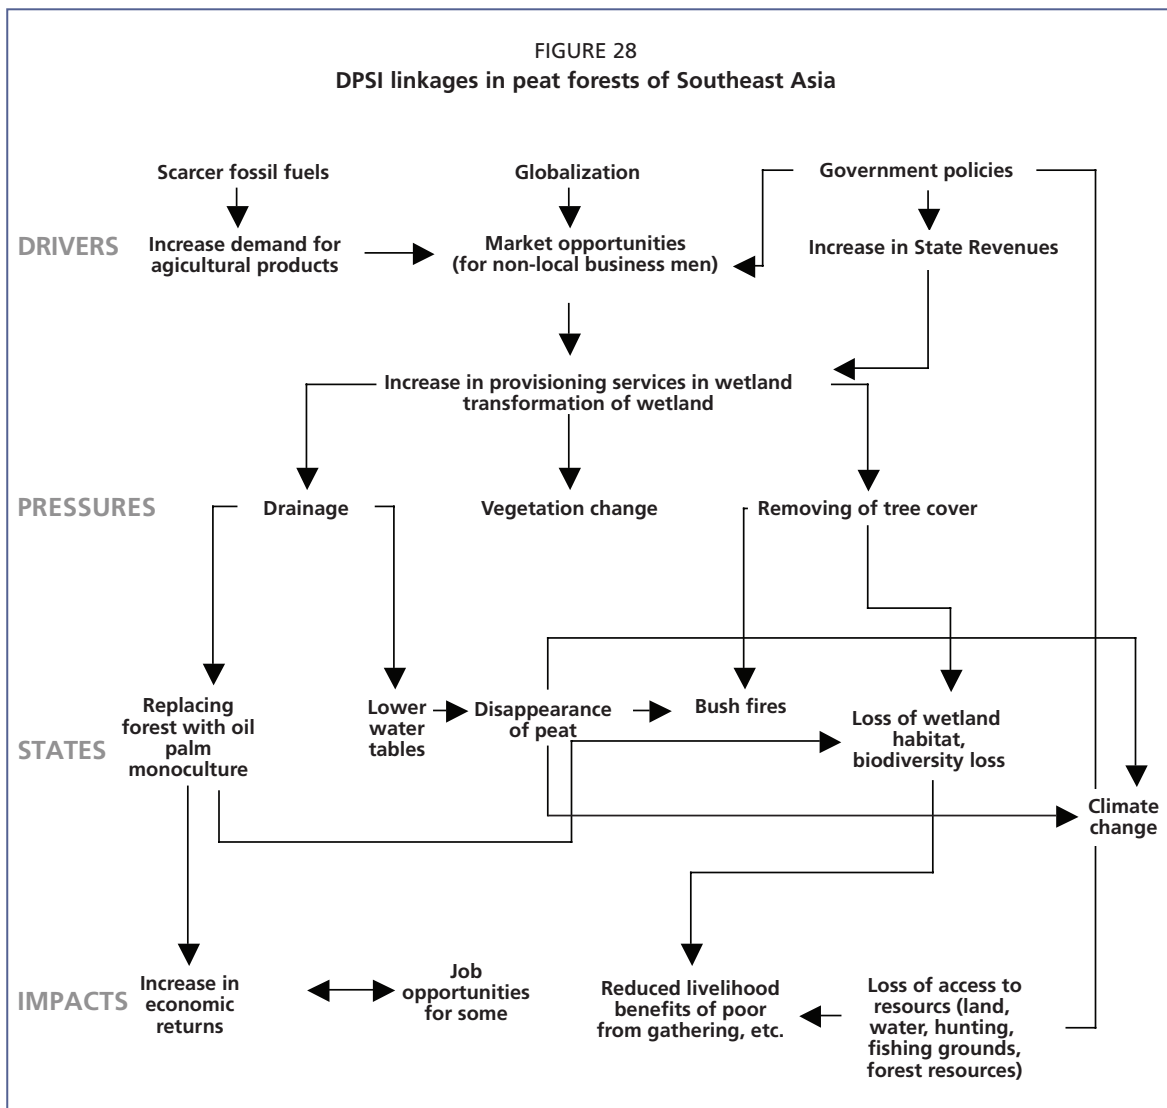 FIGURE 28
DPSI linkages in peat forests of Southeast Asia
Scarcer fossil fuels
Globalization
Government policies
DRIVERS
Increase demand for
agicultural products
Market opportunities
(for non-local business men)
Increase in State Revenues
Increase in provisioning services in wetland
transformation of wetland
PRESSURES
Drainage
Vegetation change
Removing of tree cover
STATES
Replacing
forest with oil
palm
monoculture
Lower
water
tables
Disappearance
of peat
Bush fires
Loss of wetland
habitat,
biodiversity loss
Climate
change
IMPACTS
Increase in
economic
returns
Job
opportunities
for some
Reduced livelihood
benefits of poor
from gathering, etc.
Loss of access to
resourcs (land,
water, hunting,
fishing grounds,
forest resources)